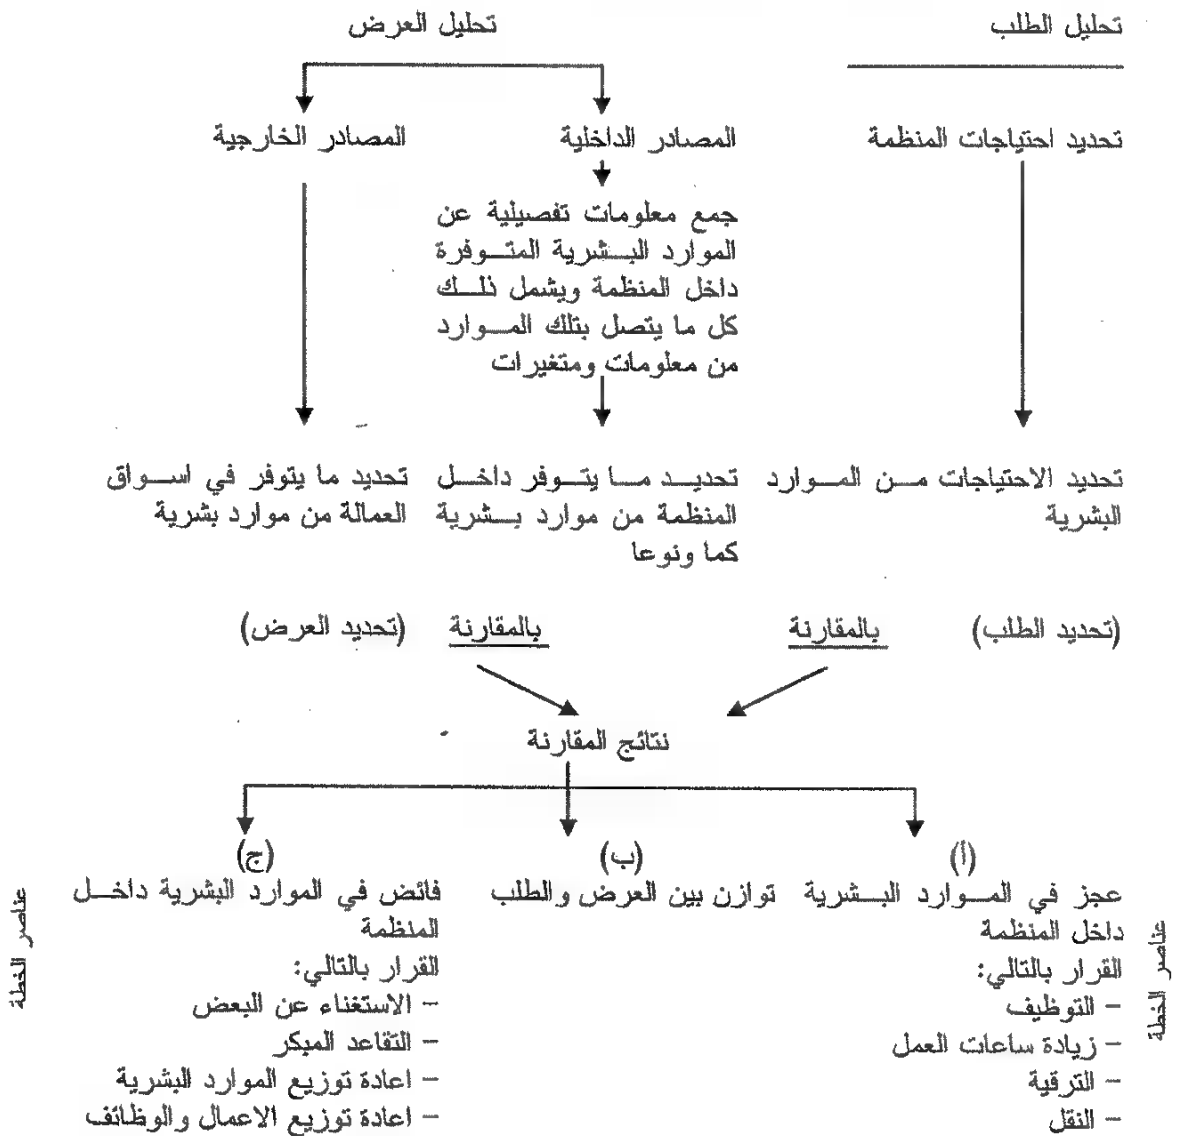 تحليل الطلب
تحليل العرض
تحديد احتياجات المنظمة
المصادر الداخلية
المصادر الخارجية
جمع معلومات تفصيلية عن
الموارد البشرية المتوفرة
داخل المنظمة ويشمل ذلك
كل ما يتصل بتلك الموارد
من معلومات ومتغيرات
تحديد الاحتياجات من الموارد
البشرية
تحديد ما يتوفر داخل
المنظمة من موارد بشرية
كما ونوعا
تحديد ما يتوفر في اسواق
العمالة من موارد بشرية
(تحديد الطلب)
بالمقارنة
بالمقارنة
(تحديد العرض)
نتائج المقارنة
(أ)
عجز في الموارد البشرية
داخل المنظمة
القرار بالتالي:
- التوظيف
- زيادة ساعات العمل
- الترقية
- النقل
(ب)
توازن بين العرض والطلب
(ج)
فائض في الموارد البشرية داخل
المنظمة
القرار بالتالي:
- الاستغناء عن البعض
- التقاعد المبكر
- اعادة توزيع الموارد البشرية
- اعادة توزيع الاعمال والوظائف
عناصر الخطة
عناصر الخطة